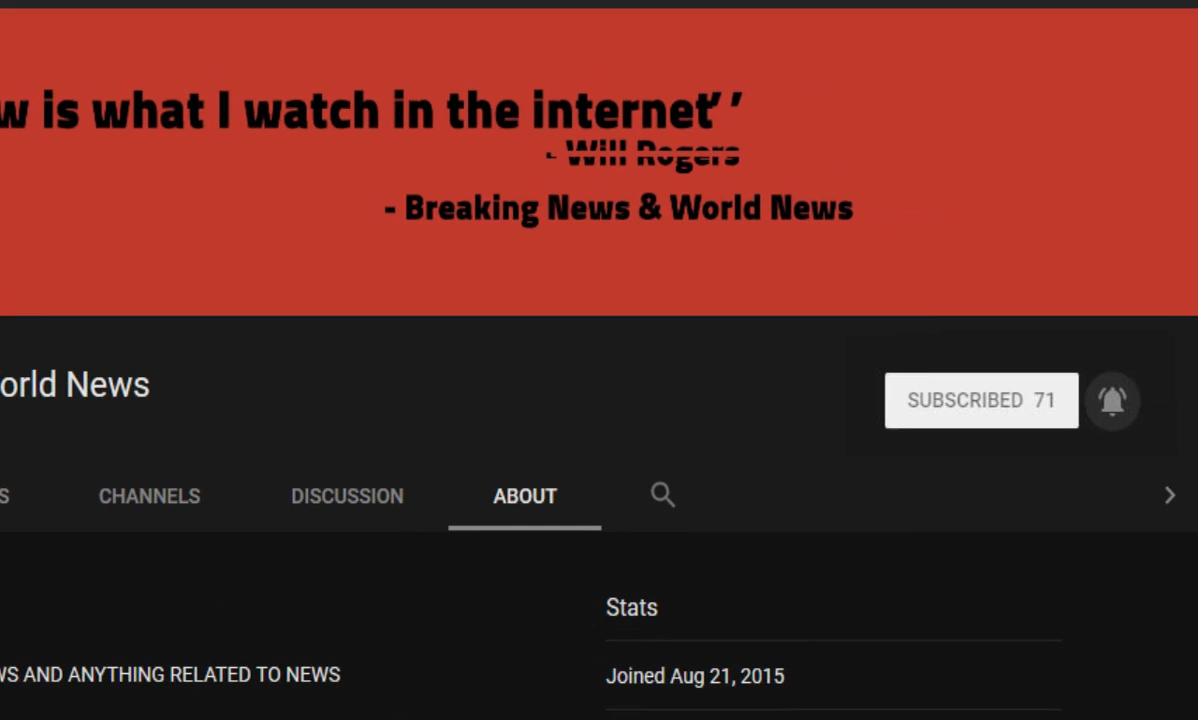 w is what I watch in the internet’’
- Will Rogers
- Breaking News & World News
orld News
SUBSCRIBED 71
S CHANNELS DISCUSSION ABOUT
Stats
WS AND ANYTHING RELATED TO NEWS
Joined Aug 21, 2015